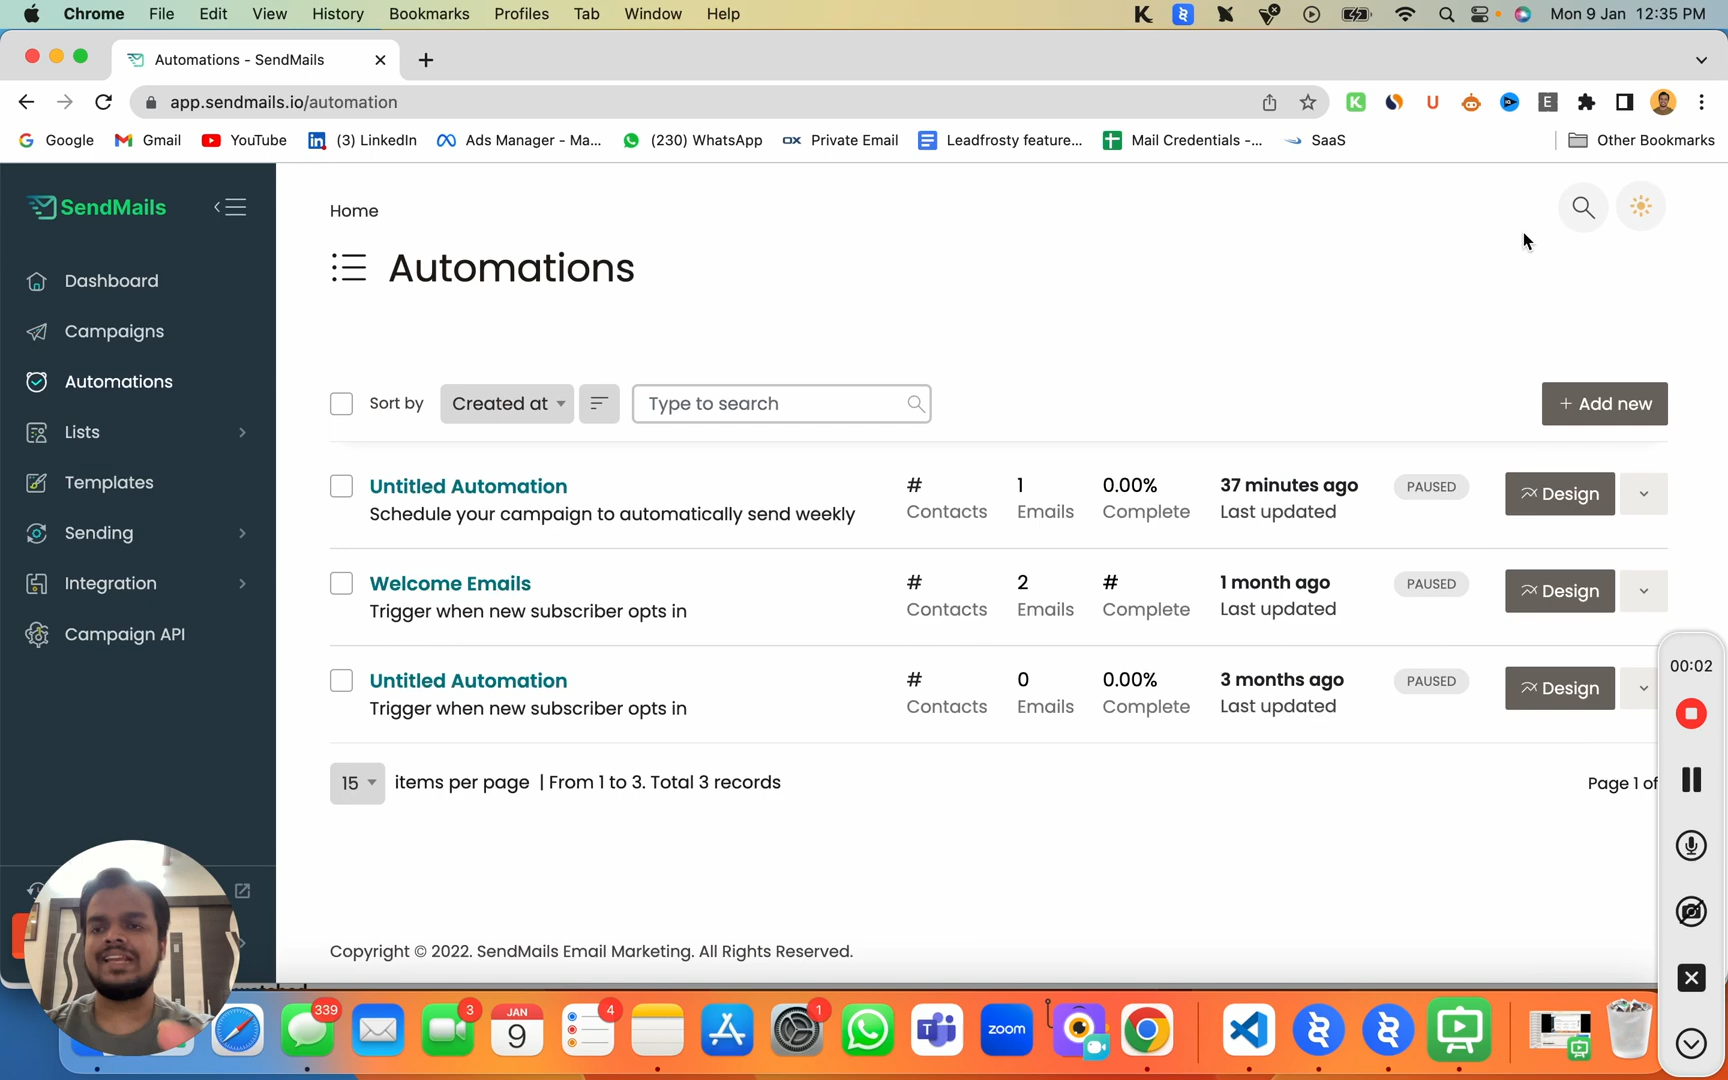 Chrome File Edit View History Bookmarks Profiles Tab Window Help Mon 9 Jan 12:35 PM
Automations - SendMails
app.sendmails.io/automation
Google Gmail YouTube (3) LinkedIn Ads Manager - Ma... (230) WhatsApp Private Email Leadfrosty feature... Mail Credentials -... SaaS Other Bookmarks
SendMails
Home
Automations
Dashboard
Campaigns
Automations
Lists
Templates
Sending
Integration
Campaign API
Sort by Created at Type to search + Add new
Untitled Automation # 1 0.00% 37 minutes ago PAUSED Design
Schedule your campaign to automatically send weekly Contacts Emails Complete Last updated
Welcome Emails # 2 # 1 month ago PAUSED Design
Trigger when new subscriber opts in Contacts Emails Complete Last updated
Untitled Automation # 0 0.00% 3 months ago PAUSED Design
Trigger when new subscriber opts in Contacts Emails Complete Last updated
15 items per page | From 1 to 3. Total 3 records Page 1 of
00:02
Copyright © 2022. SendMails Email Marketing. All Rights Reserved.
339 3 JAN 9 4 1 zoom